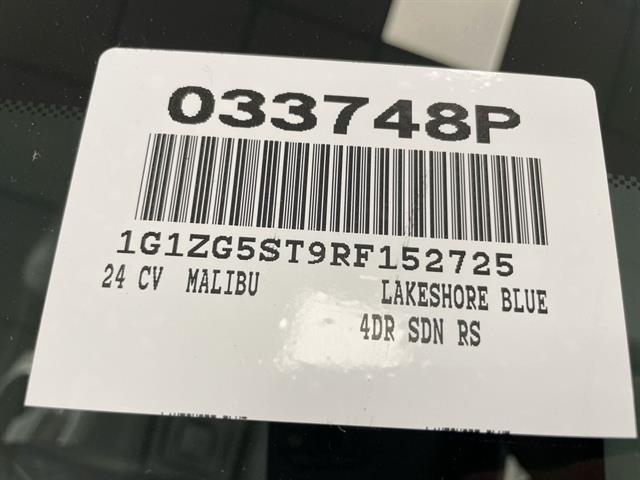 033748P
1G1ZG5ST9RF152725
24 CV MALIBU LAKESHORE BLUE
4DR SDN RS